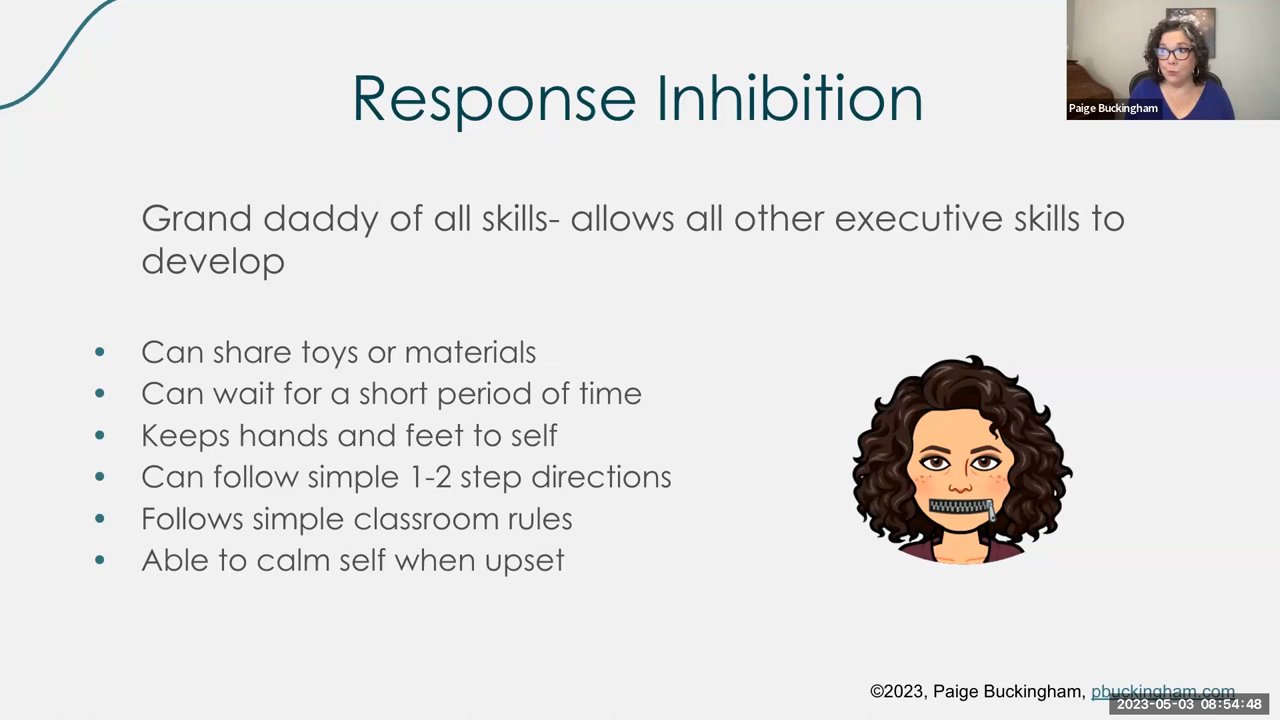 Response Inhibition
Paige Buckingham
Grand daddy of all skills- allows all other executive skills to
develop
• Can share toys or materials
• Can wait for a short period of time
• Keeps hands and feet to self
• Can follow simple 1-2 step directions
• Follows simple classroom rules
• Able to calm self when upset
©2023, Paige Buckingham, pbuckingham.com
2023-05-03 08:54:48